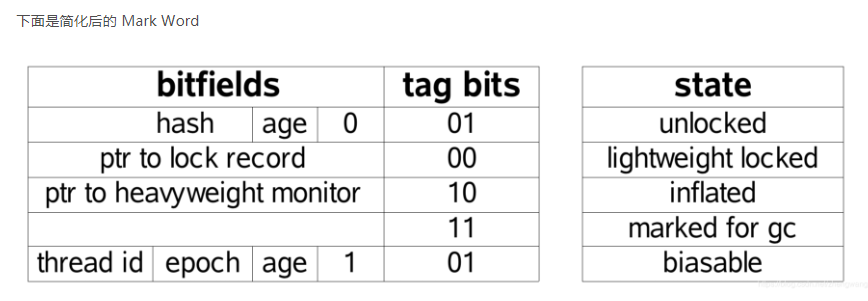 下面是简化后的 Mark Word
bitfields tag bits state
hash age 0 01 unlocked
ptr to lock record 00 lightweight locked
ptr to heavyweight monitor 10 inflated
11 marked for gc
thread id epoch age 1 01 biasable